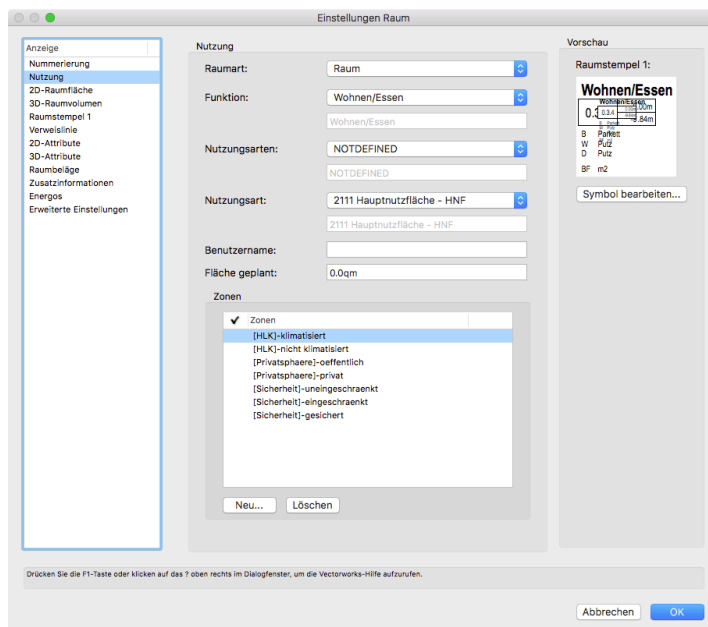 Einstellungen Raum
Anzeige
Nummerierung
Nutzung
2D-Raumfläche
3D-Raumvolumen
Raumstempel 1
Verweislinie
2D-Attribute
3D-Attribute
Raumbeläge
Zusatzinformationen
Energos
Erweiterte Einstellungen
Nutzung
Raumart: Raum
Funktion: Wohnen/Essen
Wohnen/Essen
Nutzungsarten: NOTDEFINED
NOTDEFINED
Nutzungsart: 2111 Hauptnutzfläche - HNF
2111 Hauptnutzfläche - HNF
Benutzername:
Fläche geplant: 0.0qm
Zonen
✔ Zonen
[HLK]-klimatisiert
[HLK]-nicht klimatisiert
[Privatsphaere]-oeffentlich
[Privatsphaere]-privat
[Sicherheit]-uneingeschraenkt
[Sicherheit]-eingeschraenkt
[Sicherheit]-gesichert
Neu... Löschen
Vorschau
Raumstempel 1:
Wohnen/Essen
Wohnen/Essen
0.3.4
B Parkett
W Putz
D Putz
BF m2
Symbol bearbeiten...
Drücken Sie die F1-Taste oder klicken auf das ? oben rechts im Dialogfenster, um die Vectorworks-Hilfe aufzurufen.
Abbrechen OK